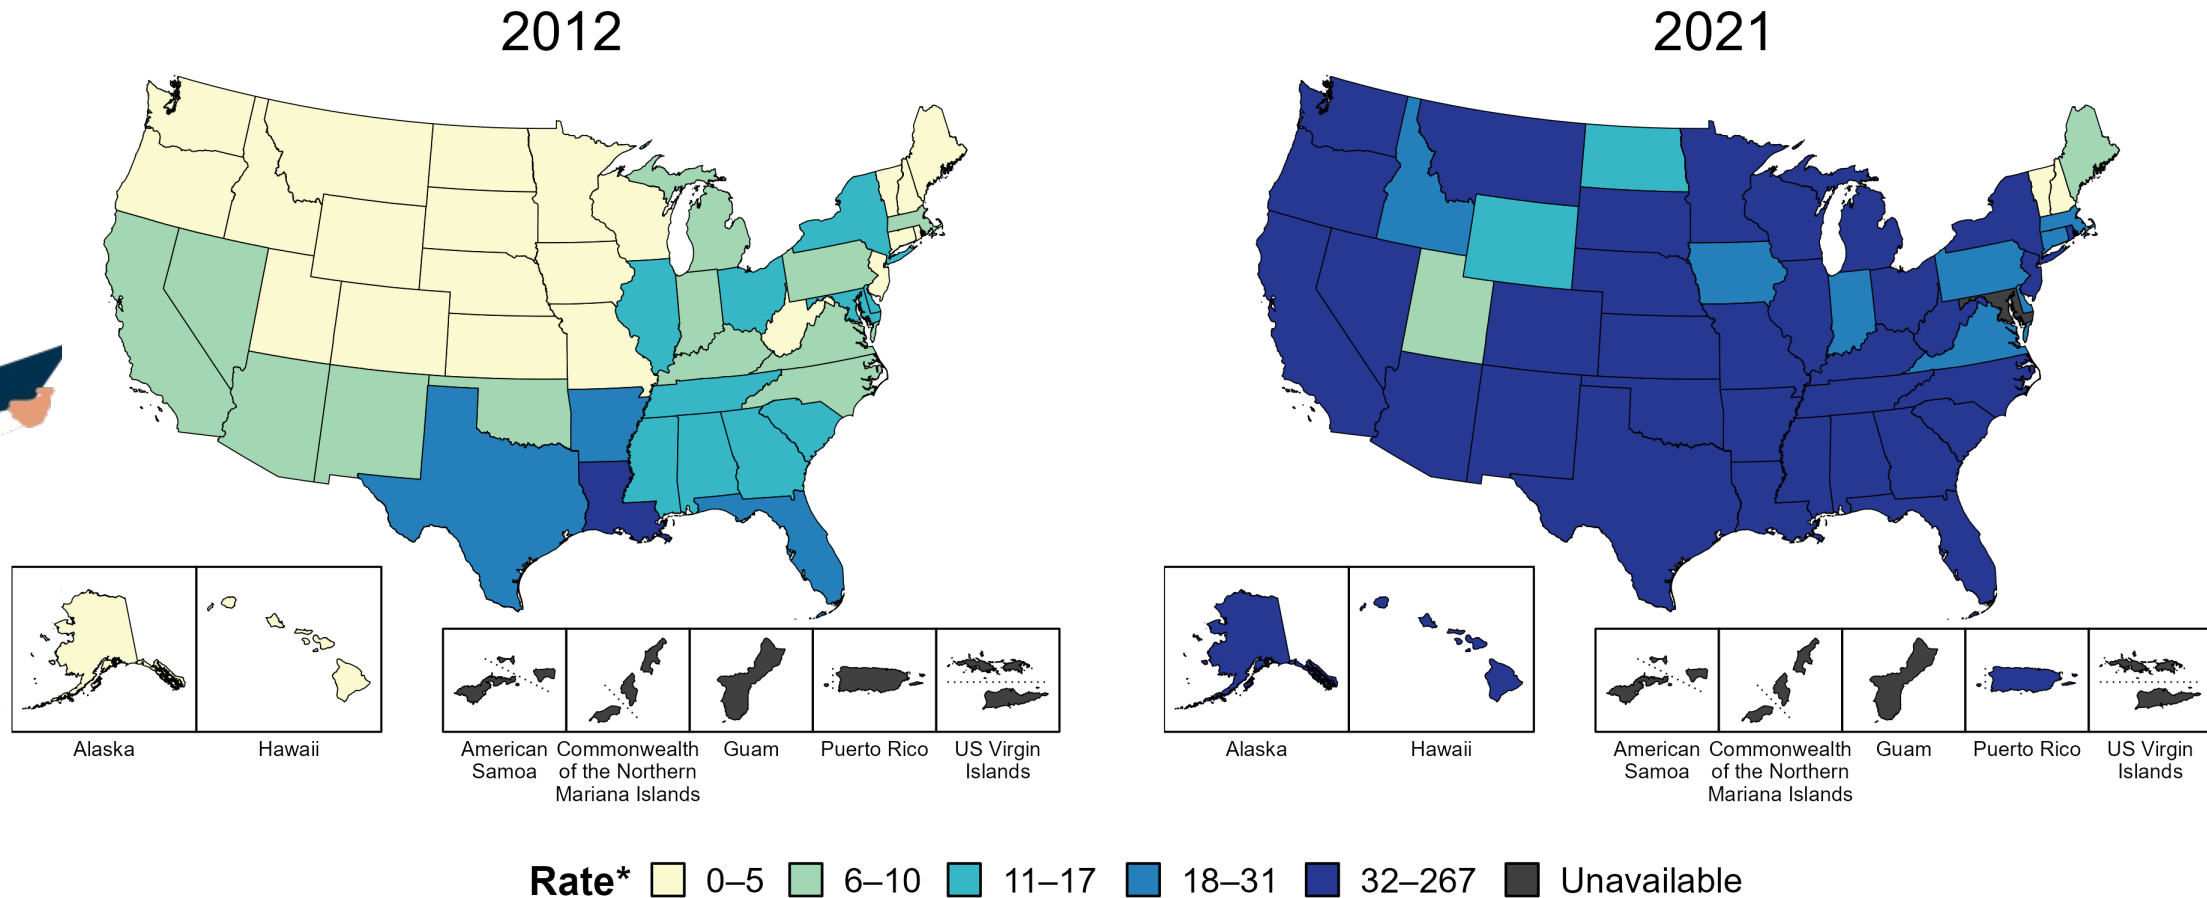 2012
2021
Alaska
Hawaii
American
Samoa
Commonwealth
of the Northern
Mariana Islands
Guam
Puerto Rico
US Virgin
Islands
Alaska
Hawaii
American
Samoa
Commonwealth
of the Northern
Mariana Islands
Guam
Puerto Rico
US Virgin
Islands
Rate* 0–5 6–10 11–17 18–31 32–267 Unavailable